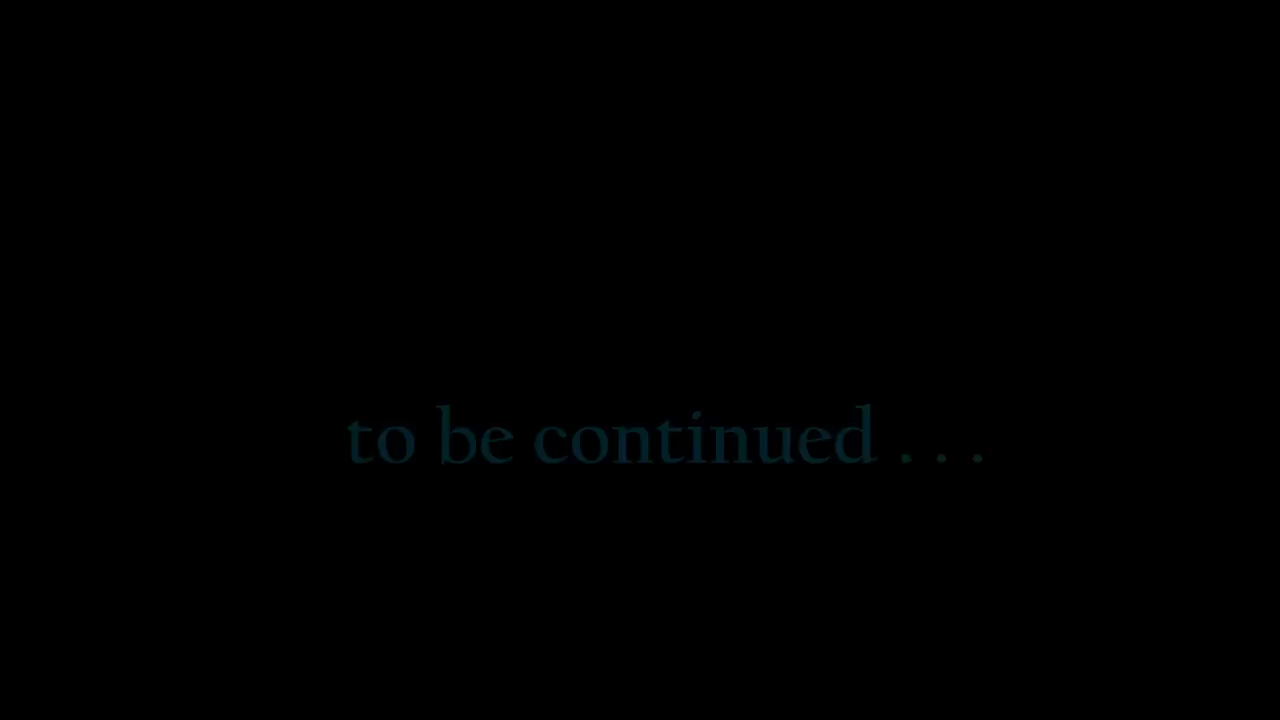 to be continued . . .